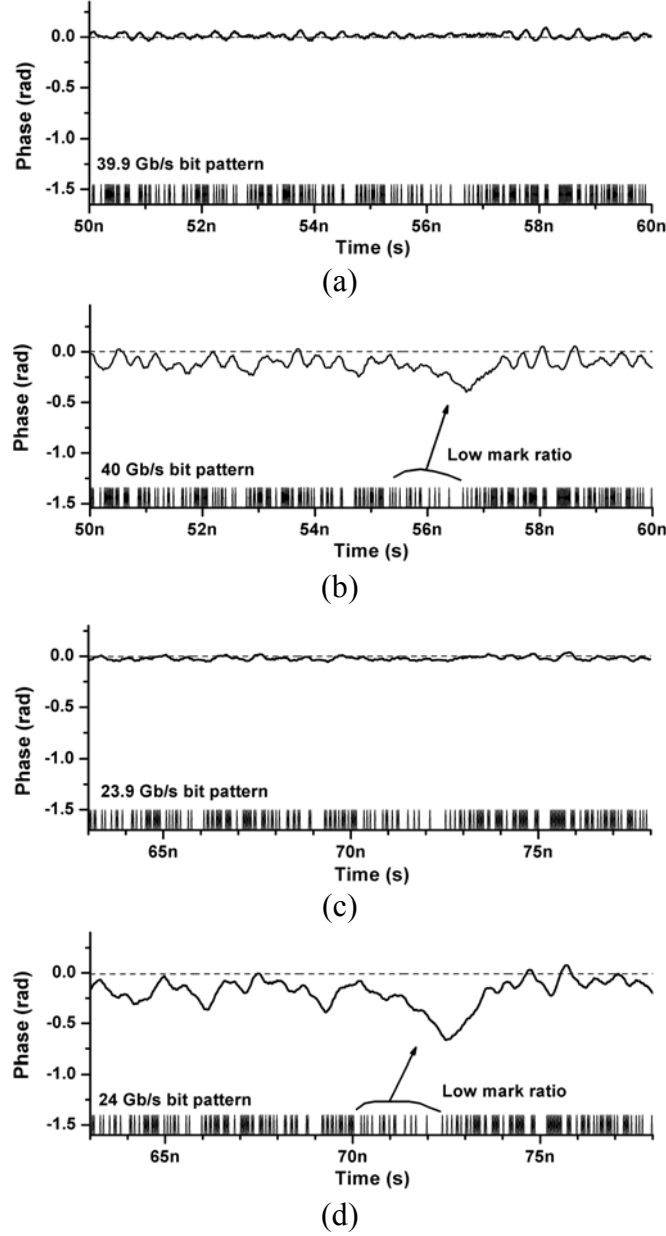 0.0
-0.5
-1.0
-1.5
Phase (rad)
39.9 Gb/s bit pattern
50n 52n 54n 56n 58n 60n
Time (s)
(a)
0.0
-0.5
-1.0
-1.5
Phase (rad)
Low mark ratio
40 Gb/s bit pattern
50n 52n 54n 56n 58n 60n
Time (s)
(b)
0.0
-0.5
-1.0
-1.5
Phase (rad)
23.9 Gb/s bit pattern
65n 70n 75n
Time (s)
(c)
0.0
-0.5
-1.0
-1.5
Phase (rad)
24 Gb/s bit pattern
Low mark ratio
65n 70n 75n
Time (s)
(d)